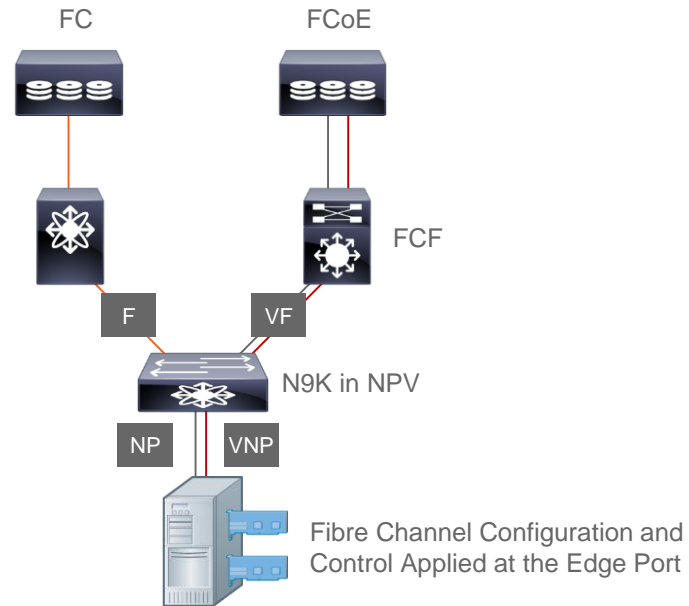 FC
FCoE
FCF
F
VF
N9K in NPV
NP
VNP
Fibre Channel Configuration and
Control Applied at the Edge Port